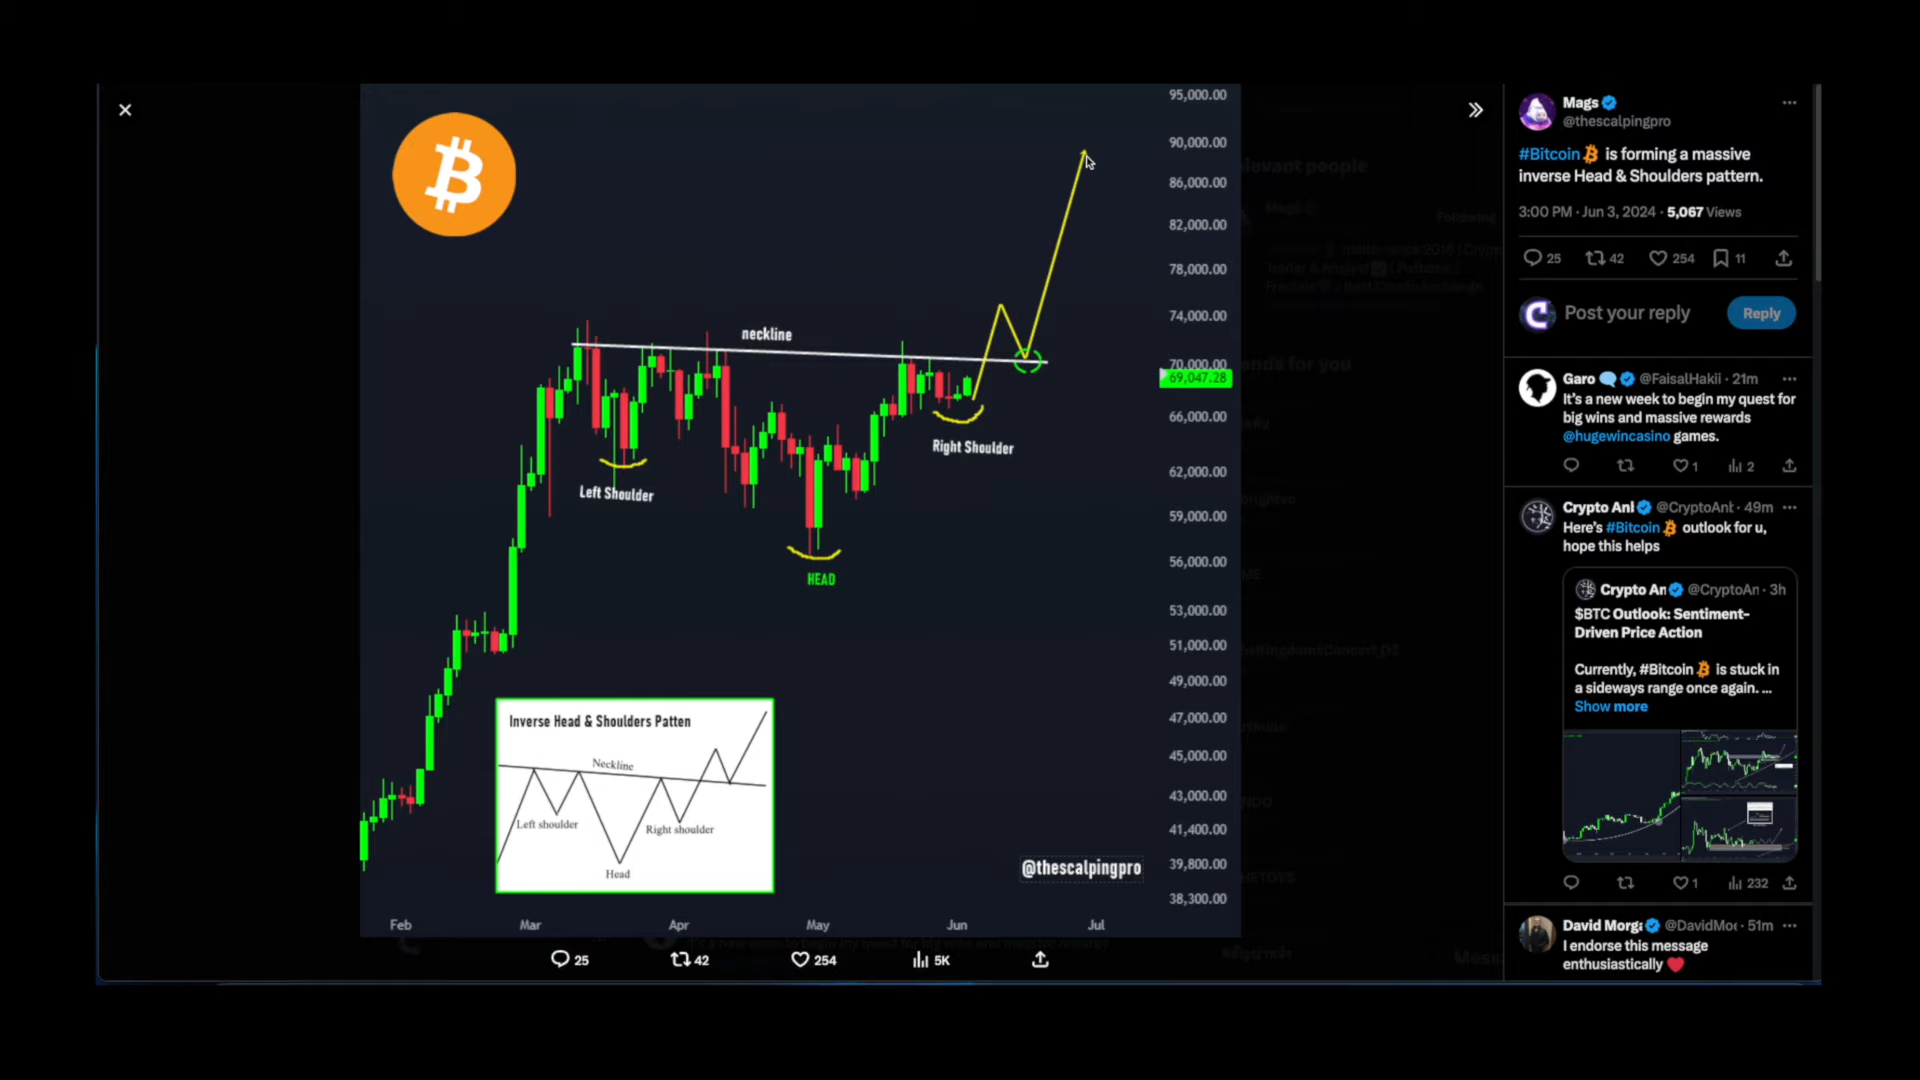 95,000.00
90,000.00
86,000.00
82,000.00
78,000.00
74,000.00
70,000.00
69,047.28
66,000.00
62,000.00
59,000.00
56,000.00
53,000.00
51,000.00
49,000.00
47,000.00
45,000.00
43,000.00
41,400.00
39,800.00
38,300.00
neckline
Left Shoulder
HEAD
Right Shoulder
Inverse Head & Shoulders Patten
Neckline
Left shoulder
Right shoulder
Head
@thescalpingpro
Feb Mar Apr May Jun Jul
25 42 254 5K
Mags
@thescalpingpro
#Bitcoin is forming a massive
inverse Head & Shoulders pattern.
3:00 PM · Jun 3, 2024 · 5,067 Views
25 42 254 11
Post your reply Reply
Garo @FaisalHakii · 21m
It's a new week to begin my quest for
big wins and massive rewards
@hugewincasino games.
1 2
Crypto Anl @CryptoAnl · 49m
Here's #Bitcoin outlook for u,
hope this helps
Crypto An @CryptoAn · 3h
$BTC Outlook: Sentiment-
Driven Price Action
Currently, #Bitcoin is stuck in
a sideways range once again. ...
Show more
1 232
David Morga @DavidMor · 51m
I endorse this message
enthusiastically